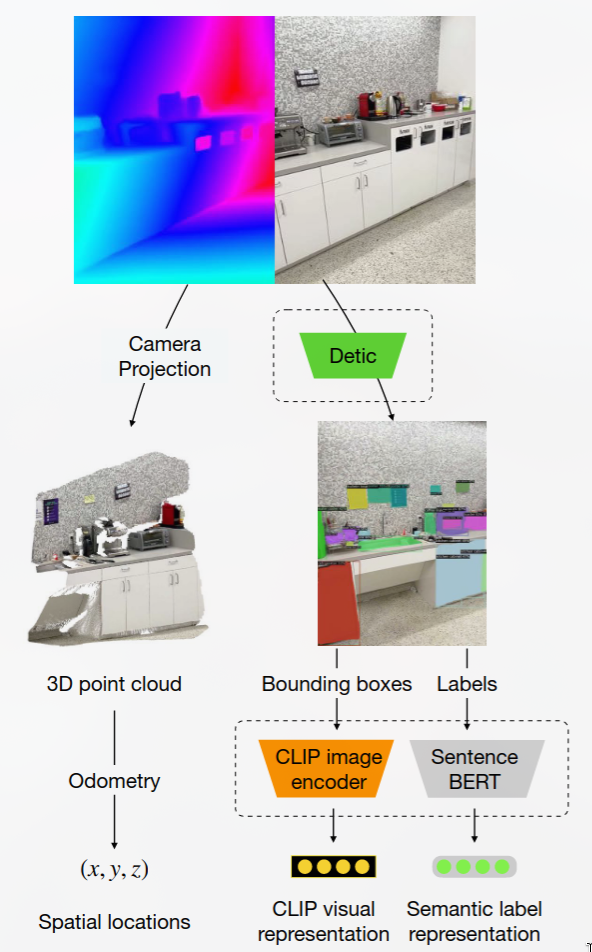 Camera
Projection
Detic
3D point cloud
Bounding boxes
Labels
Odometry
CLIP image
encoder
Sentence
BERT
(x, y, z)
Spatial locations
CLIP visual
representation
Semantic label
representation